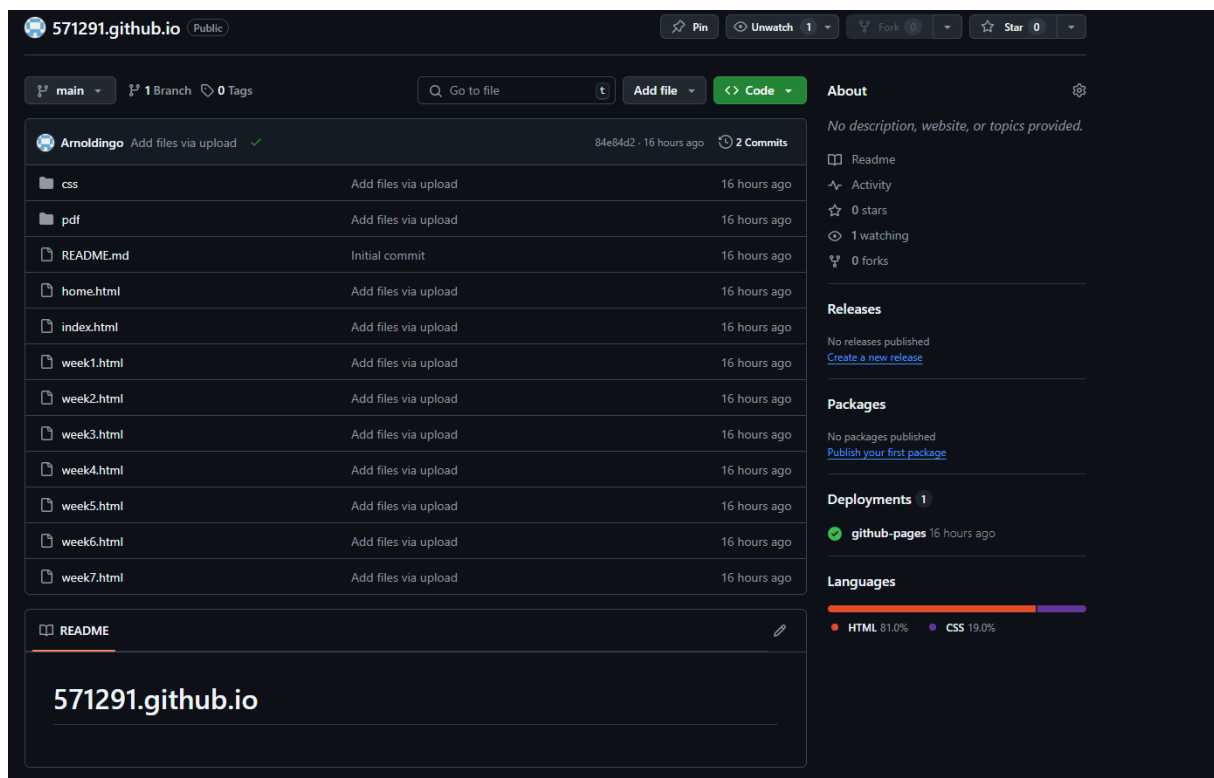 571291.github.io Public Pin Unwatch 1 Fork 0 Star 0
main 1 Branch 0 Tags Go to file t Add file <> Code
Arnoldingo Add files via upload 84e84d2 · 16 hours ago 2 Commits
css Add files via upload 16 hours ago
pdf Add files via upload 16 hours ago
README.md Initial commit 16 hours ago
home.html Add files via upload 16 hours ago
index.html Add files via upload 16 hours ago
week1.html Add files via upload 16 hours ago
week2.html Add files via upload 16 hours ago
week3.html Add files via upload 16 hours ago
week4.html Add files via upload 16 hours ago
week5.html Add files via upload 16 hours ago
week6.html Add files via upload 16 hours ago
week7.html Add files via upload 16 hours ago
README
571291.github.io
About
No description, website, or topics provided.
Readme
Activity
0 stars
1 watching
0 forks
Releases
No releases published
Create a new release
Packages
No packages published
Publish your first package
Deployments 1
github-pages 16 hours ago
Languages
HTML 81.0% CSS 19.0%